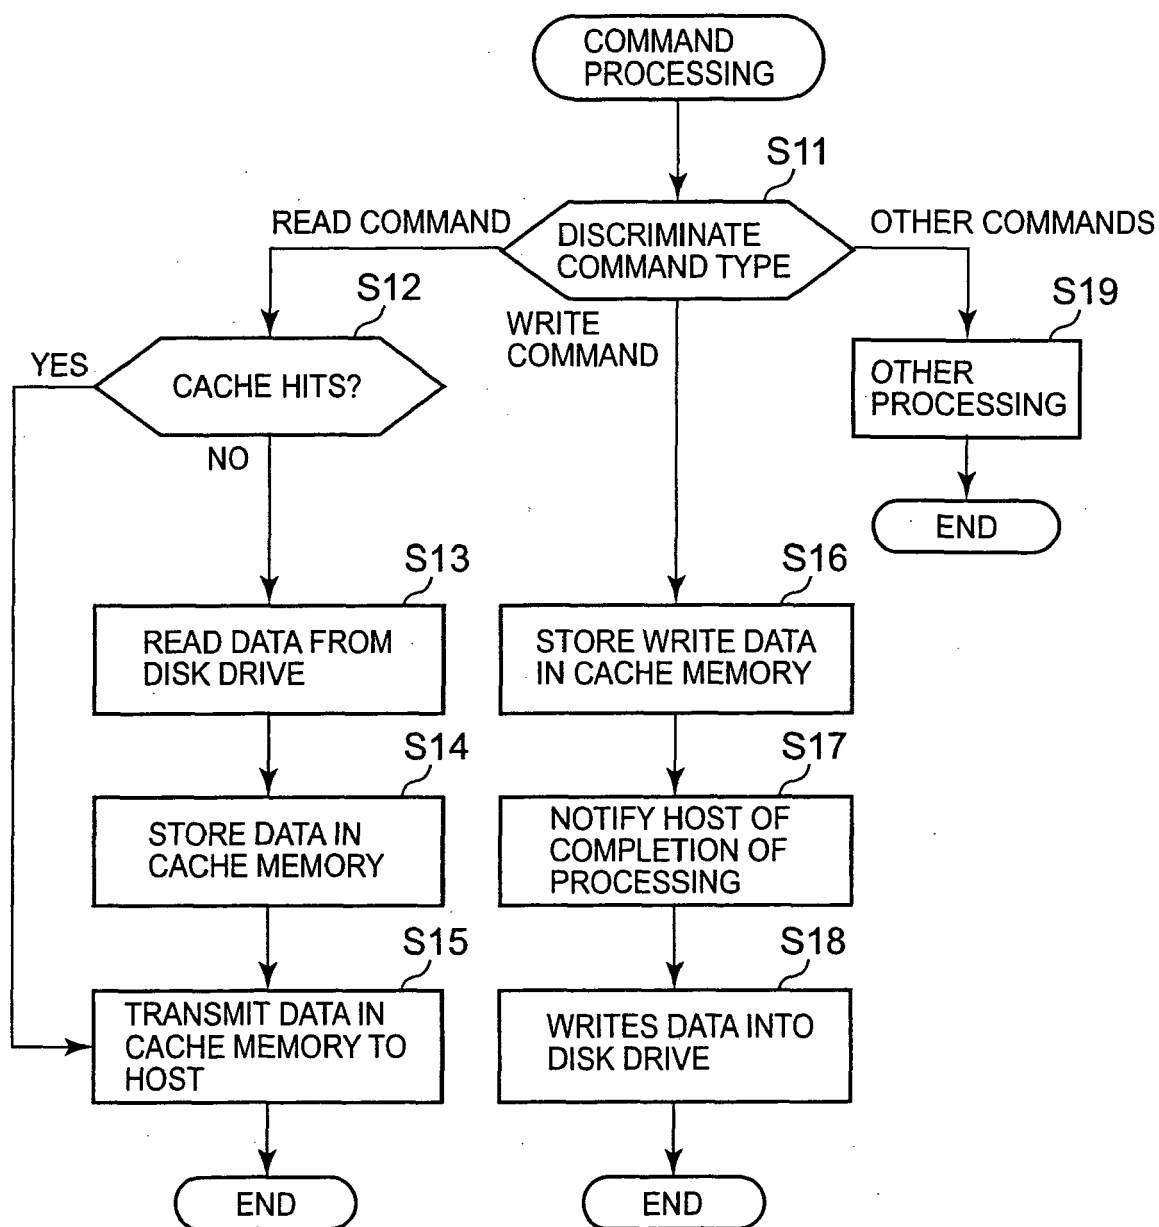 COMMAND
PROCESSING
S11
READ COMMAND
DISCRIMINATE
COMMAND TYPE
OTHER COMMANDS
S12
WRITE
COMMAND
S19
YES
CACHE HITS?
OTHER
PROCESSING
NO
END
S13
READ DATA FROM
DISK DRIVE
S16
STORE WRITE DATA
IN CACHE MEMORY
S14
STORE DATA IN
CACHE MEMORY
S17
NOTIFY HOST OF
COMPLETION OF
PROCESSING
S15
TRANSMIT DATA IN
CACHE MEMORY TO
HOST
S18
WRITES DATA INTO
DISK DRIVE
END
END